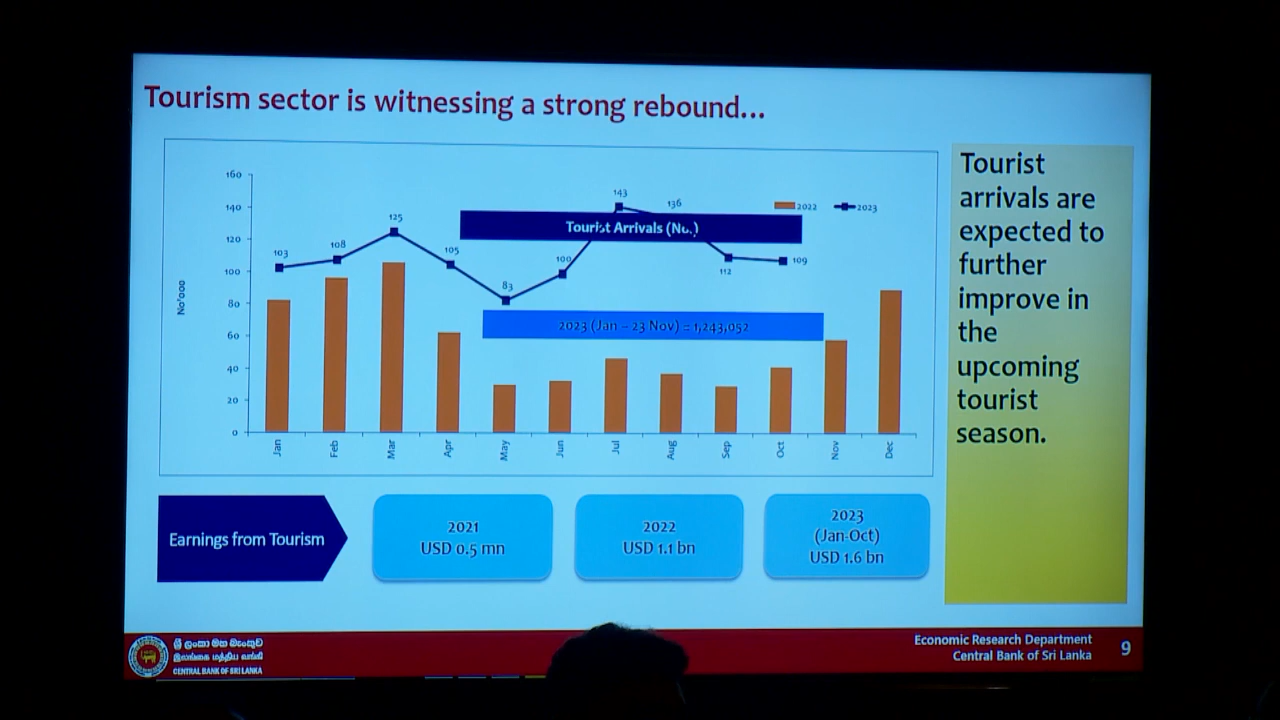 Tourism sector is witnessing a strong rebound...
160
140
120
100
80
60
40
20
0
No'000
Tourist Arrivals (No.)
2022
2023
103
108
125
105
83
100
143
136
112
109
2023 (Jan – 23 Nov) = 1,243,052
Jan
Feb
Mar
Apr
May
Jun
Jul
Aug
Sep
Oct
Nov
Dec
Tourist
arrivals are
expected to
further
improve in
the
upcoming
tourist
season.
Earnings from Tourism
2021
USD 0.5 mn
2022
USD 1.1 bn
2023
(Jan-Oct)
USD 1.6 bn
ශ්‍රී ලංකා මහ බැංකුව
இலங்கை மத்திய வங்கி
CENTRAL BANK OF SRI LANKA
Economic Research Department
Central Bank of Sri Lanka
9